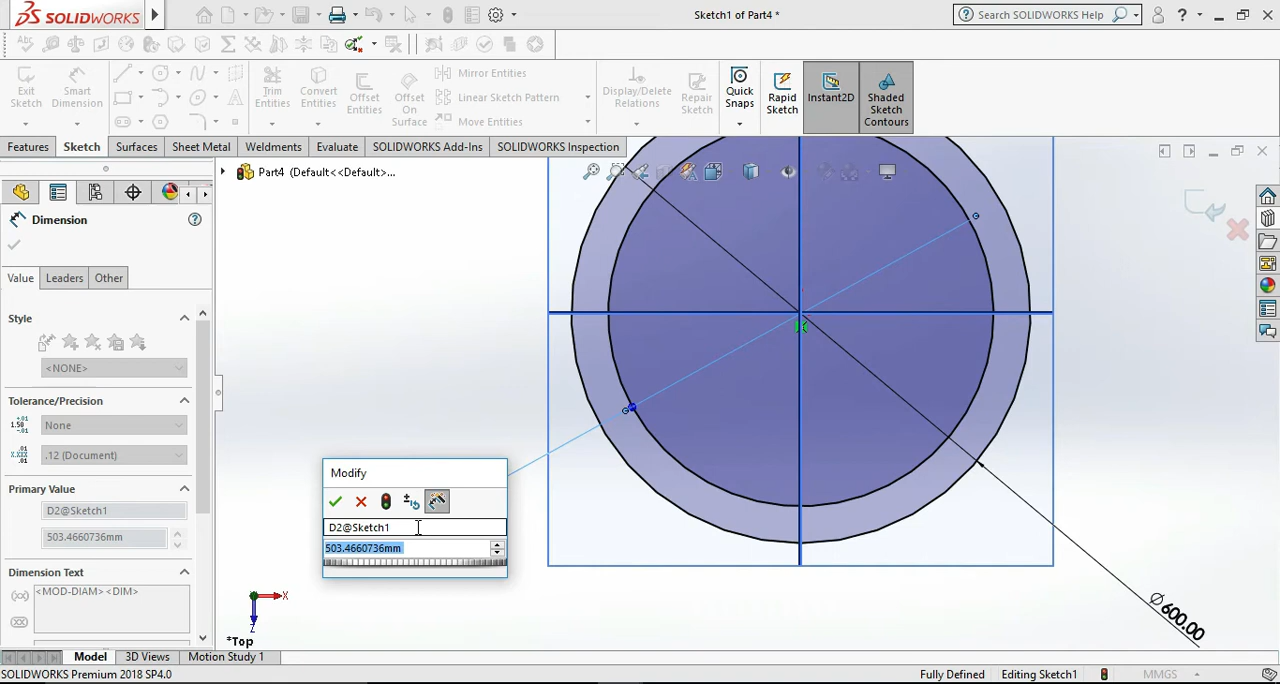 SOLIDWORKS
Sketch1 of Part4 *
Search SOLIDWORKS Help
?
Exit Sketch
Smart Dimension
Trim Entities
Convert Entities
Offset Entities
Offset On Surface
Mirror Entities
Linear Sketch Pattern
Move Entities
Display/Delete Relations
Repair Sketch
Quick Snaps
Rapid Sketch
Instant2D
Shaded Sketch Contours
Features
Sketch
Surfaces
Sheet Metal
Weldments
Evaluate
SOLIDWORKS Add-Ins
SOLIDWORKS Inspection
Part4 (Default<<Default>...
Dimension
Value
Leaders
Other
Style
<NONE>
Tolerance/Precision
None
.12 (Document)
Primary Value
D2@Sketch1
503.4660736mm
Dimension Text
<MOD-DIAM> <DIM>
Modify
D2@Sketch1
503.4660736mm
Ø600.00
X
Z
*Top
Model
3D Views
Motion Study 1
SOLIDWORKS Premium 2018 SP4.0
Fully Defined
Editing Sketch1
MMGS